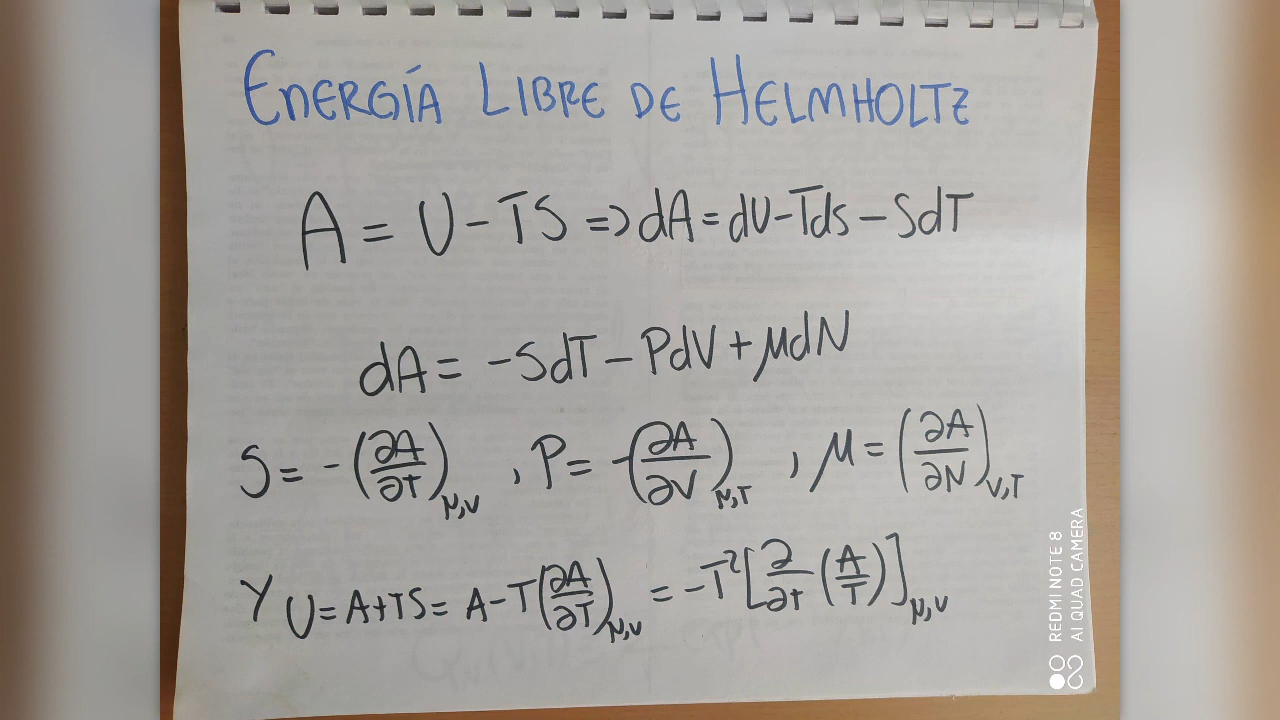 ENERGÍA LIBRE DE HELMHOLTZ
A = U - TS => dA = dU - Tds - SdT
dA = -SdT - PdV + μdN
S = -(∂A/∂T)N,V , P = -(∂A/∂V)N,T , μ = (∂A/∂N)V,T
Y U = A + TS = A - T(∂A/∂T)N,V = -T²[∂/∂T (A/T)]N,V
REDMI NOTE 8
AI QUAD CAMERA